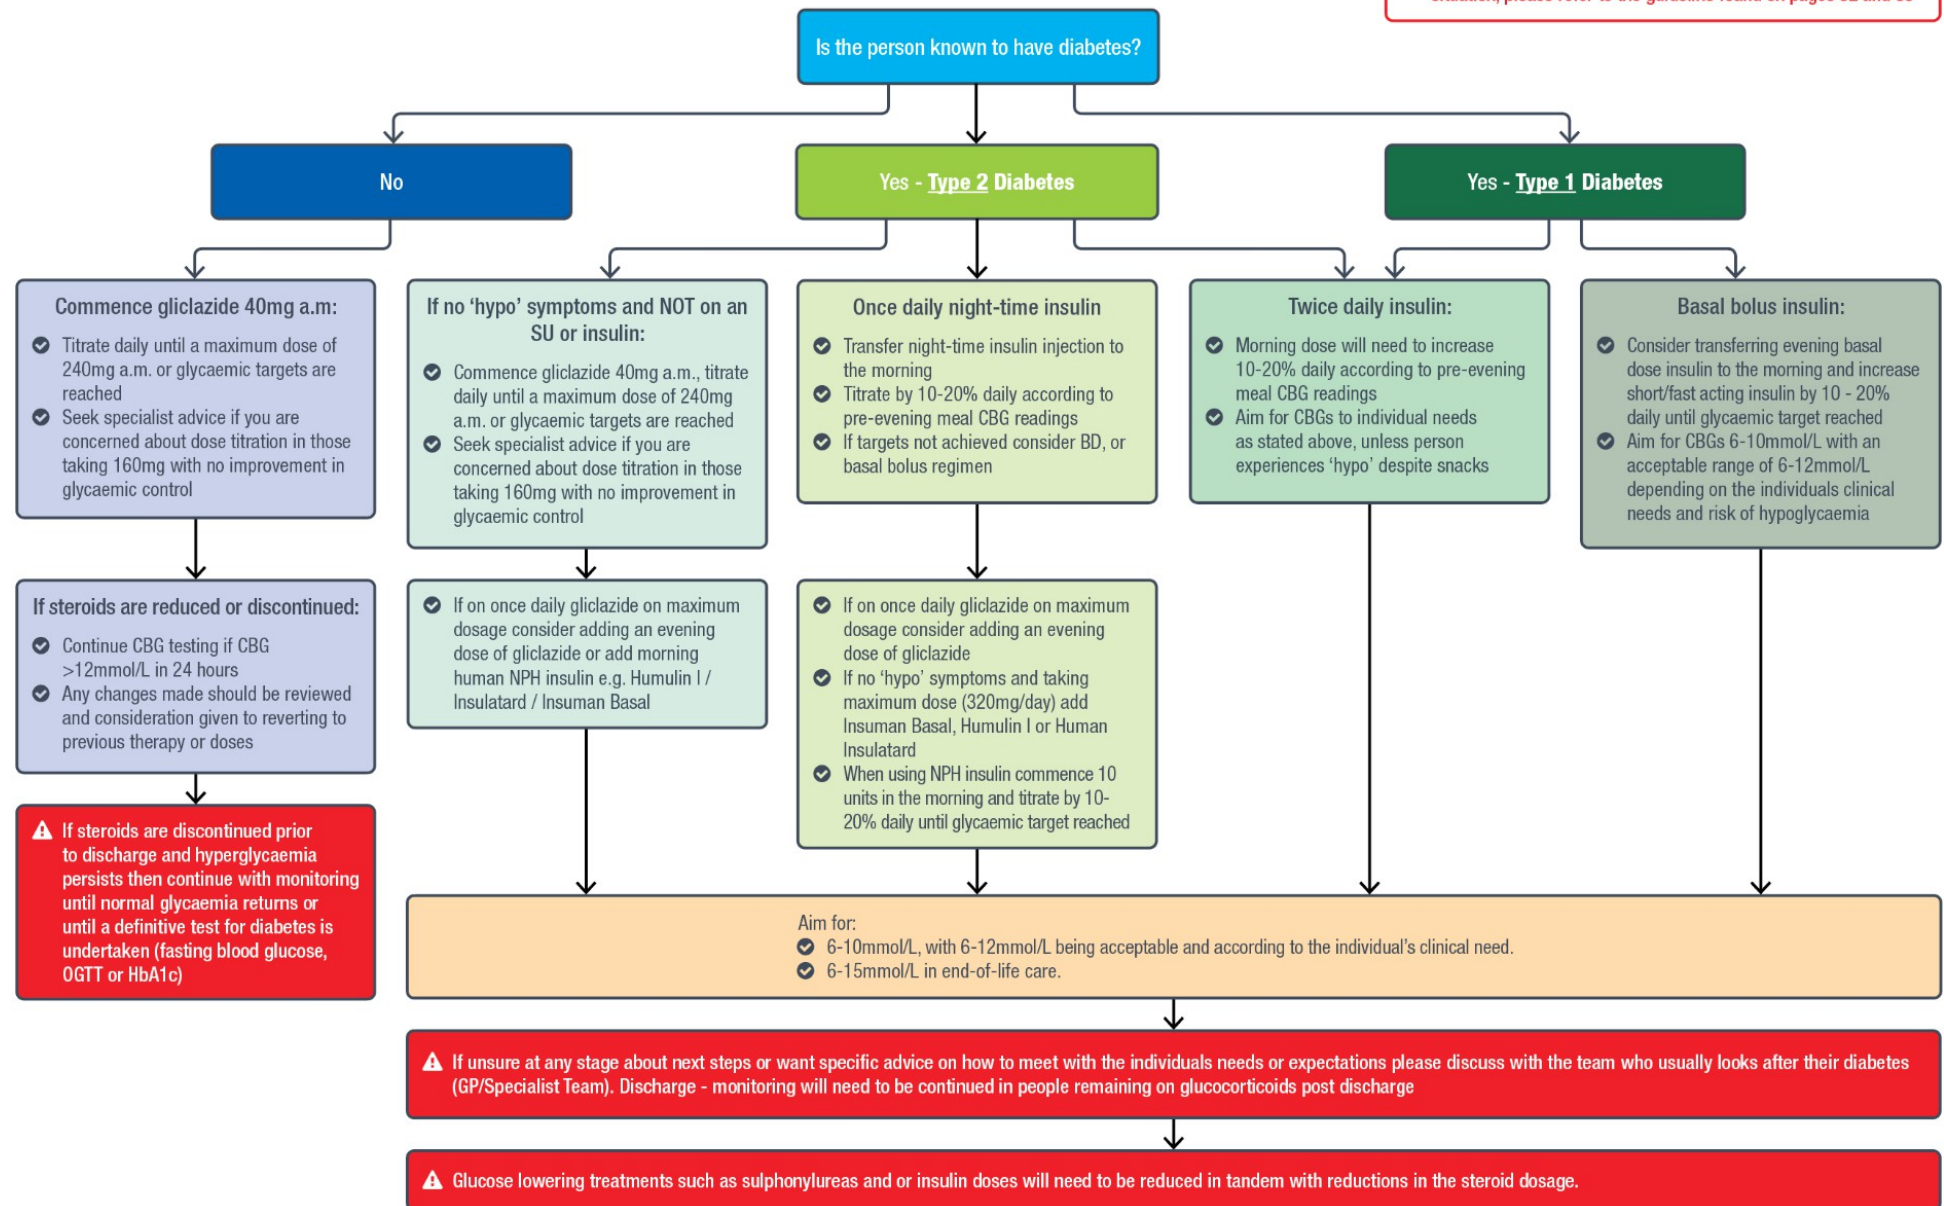 situation, please refer to the guideline found on pages
Is the person known to have diabetes?
No
Yes - Type 2 Diabetes
Yes - Type 1 Diabetes
Commence gliclazide 40mg a.m:
Titrate daily until a maximum dose of
240mg a.m. or glycaemic targets are
reached
Seek specialist advice if you are
concerned about dose titration in those
taking 160mg with no improvement in
glycaemic control
If no ‘hypo’ symptoms and NOT on an
SU or insulin:
Commence gliclazide 40mg a.m., titrate
daily until a maximum dose of 240mg
a.m. or glycaemic targets are reached
Seek specialist advice if you are
concerned about dose titration in those
taking 160mg with no improvement in
glycaemic control
Once daily night-time insulin
Transfer night-time insulin injection to
the morning
Titrate by 10-20% daily according to
pre-evening meal CBG readings
If targets not achieved consider BD, or
basal bolus regimen
Twice daily insulin:
Morning dose will need to increase
10-20% daily according to pre-evening
meal CBG readings
Aim for CBGs to individual needs
as stated above, unless person
experiences ‘hypo’ despite snacks
Basal bolus insulin:
Consider transferring evening basal
dose insulin to the morning and increase
short/fast acting insulin by 10 - 20%
daily until glycaemic target reached
Aim for CBGs 6-10mmol/L with an
acceptable range of 6-12mmol/L
depending on the individuals clinical
needs and risk of hypoglycaemia
If steroids are reduced or discontinued:
Continue CBG testing if CBG
>12mmol/L in 24 hours
Any changes made should be reviewed
and consideration given to reverting to
previous therapy or doses
If on once daily gliclazide on maximum
dosage consider adding an evening
dose of gliclazide or add morning
human NPH insulin e.g. Humulin I /
Insulatard / Insuman Basal
If on once daily gliclazide on maximum
dosage consider adding an evening
dose of gliclazide
If no ‘hypo’ symptoms and taking
maximum dose (320mg/day) add
Insuman Basal, Humulin I or Human
Insulatard
When using NPH insulin commence 10
units in the morning and titrate by 10-
20% daily until glycaemic target reached
If steroids are discontinued prior
to discharge and hyperglycaemia
persists then continue with monitoring
until normal glycaemia returns or
until a definitive test for diabetes is
undertaken (fasting blood glucose,
OGTT or HbA1c)
Aim for:
6-10mmol/L, with 6-12mmol/L being acceptable and according to the individual’s clinical need.
6-15mmol/L in end-of-life care.
If unsure at any stage about next steps or want specific advice on how to meet with the individuals needs or expectations please discuss with the team who usually looks after their diabetes
(GP/Specialist Team). Discharge - monitoring will need to be continued in people remaining on glucocorticoids post discharge
Glucose lowering treatments such as sulphonylureas and or insulin doses will need to be reduced in tandem with reductions in the steroid dosage.